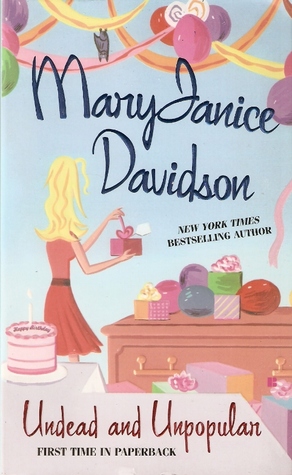 MaryJanice
Davidson
NEW YORK TIMES
BESTSELLING AUTHOR
Happy Birthday
Undead and Unpopular
FIRST TIME IN PAPERBACK